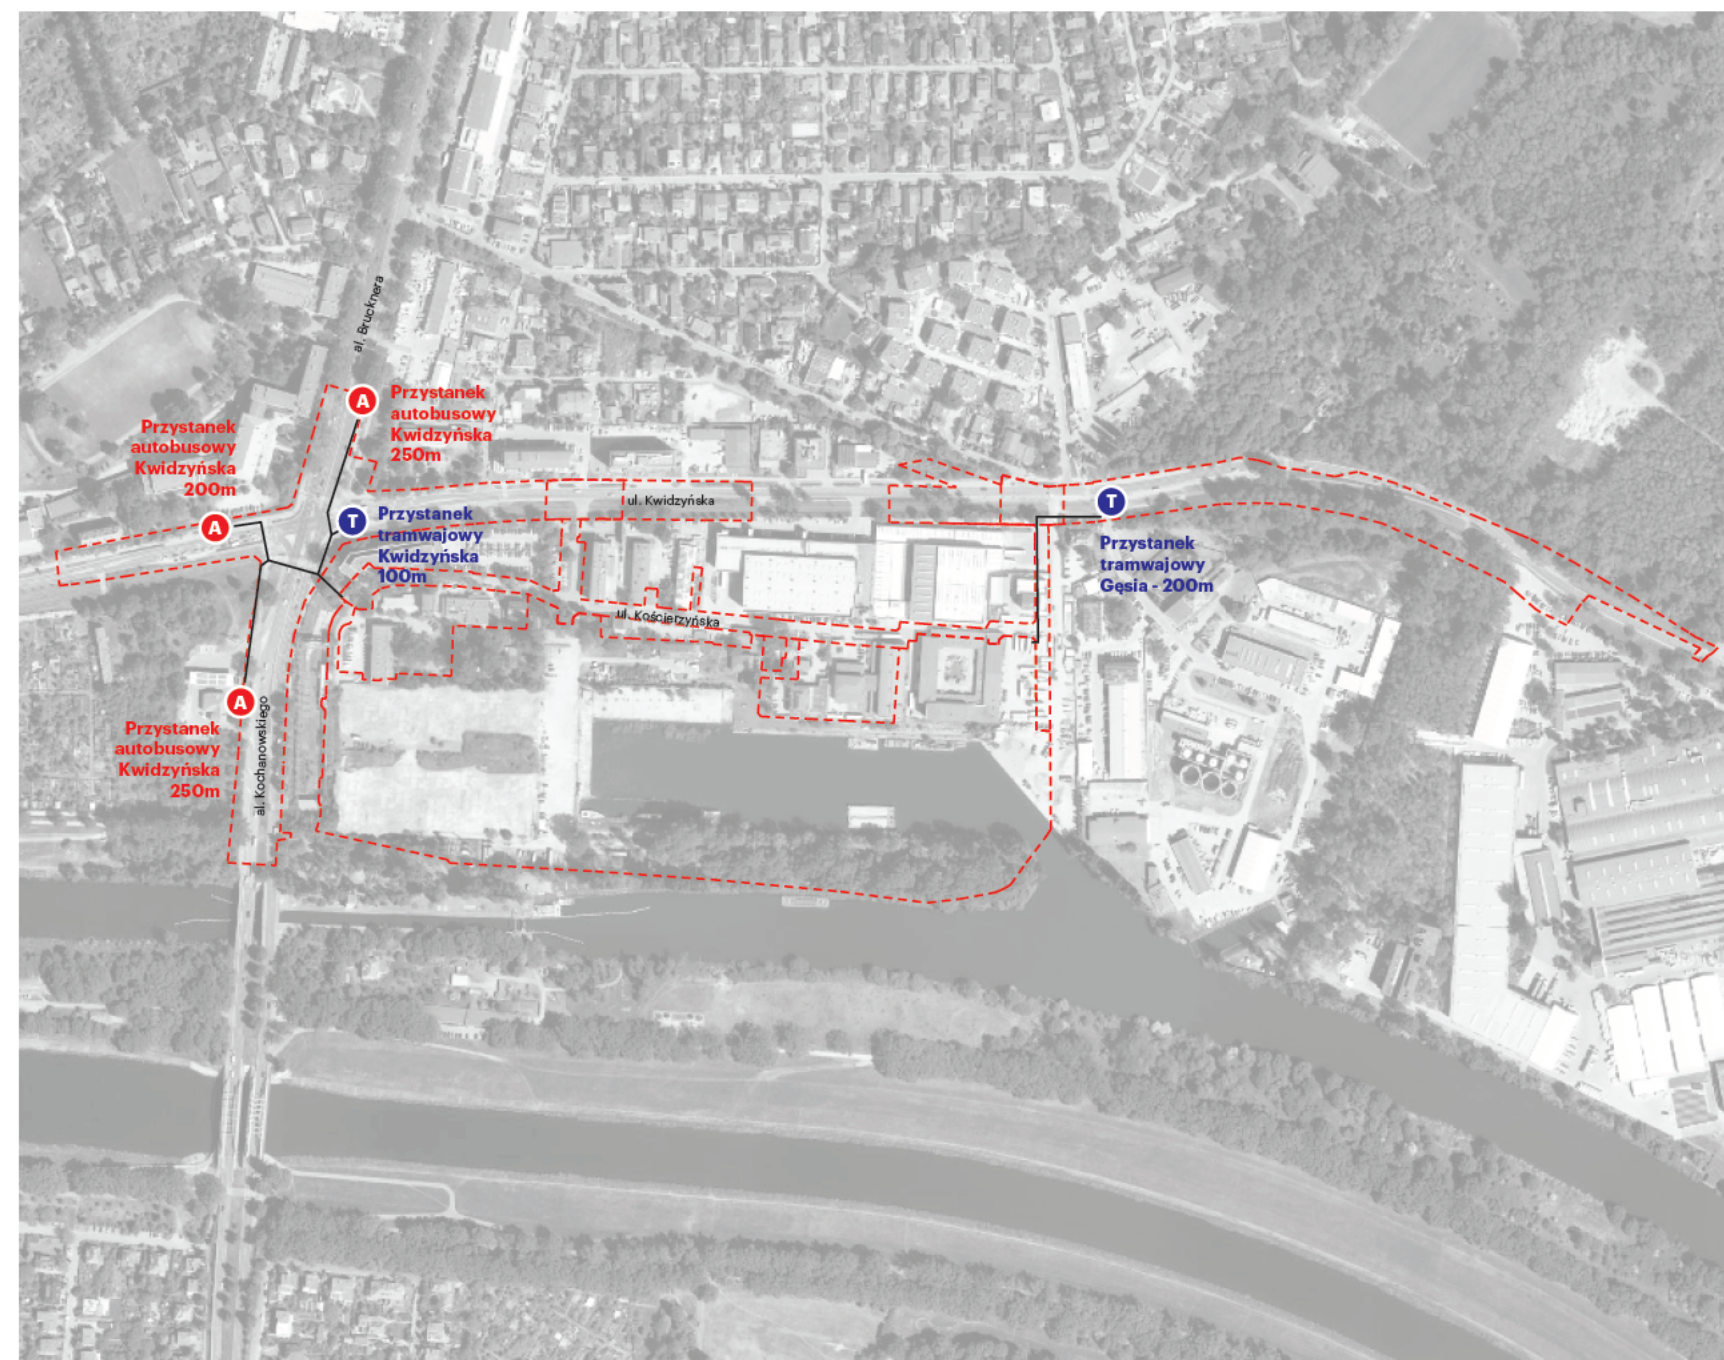 al. Brucknera
A
Przystanek
autobusowy
Kwidzyńska
250m
Przystanek
autobusowy
Kwidzyńska
200m
A
T
Przystanek
tramwajowy
Kwidzyńska
100m
ul. Kwidzyńska
T
Przystanek
tramwajowy
Gęsia - 200m
ul. Kościerzyńska
A
Przystanek
autobusowy
Kwidzyńska
250m
al. Kochanowskiego